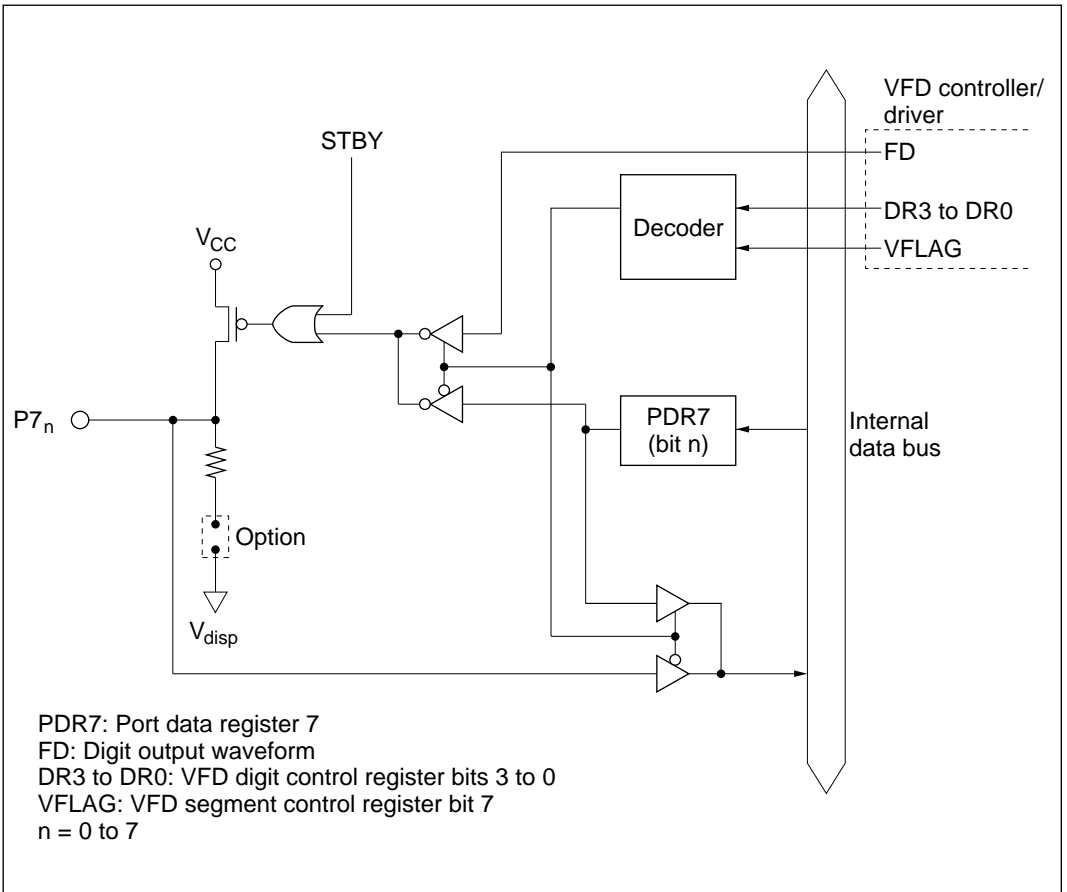 VFD controller/
driver
STBY
FD
DR3 to DR0
Decoder
VFLAG
VCC
P7n
PDR7
(bit n)
Internal
data bus
Option
Vdisp
PDR7: Port data register 7
FD: Digit output waveform
DR3 to DR0: VFD digit control register bits 3 to 0
VFLAG: VFD segment control register bit 7
n = 0 to 7